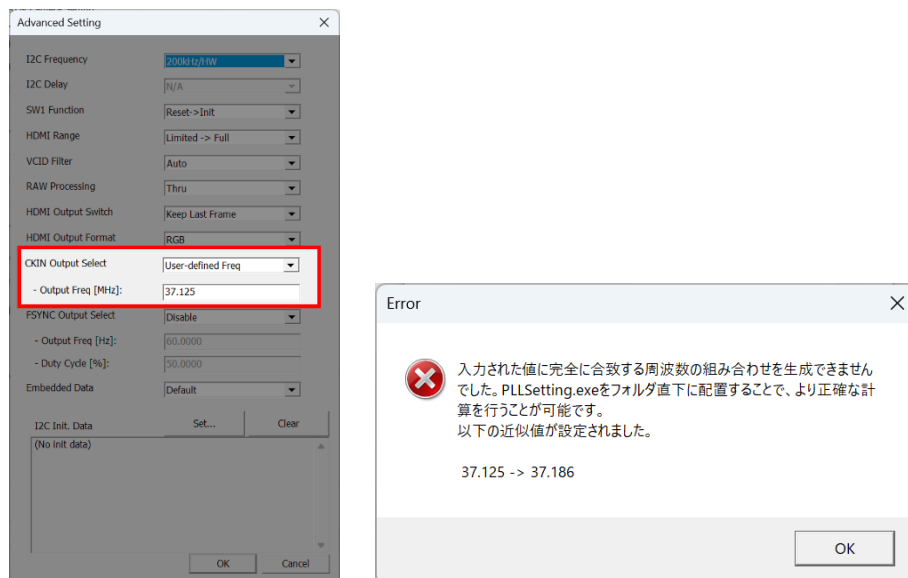 Advanced Setting
I2C Frequency 200kHz/HW
I2C Delay N/A
SW1 Function Reset->Init
HDMI Range Limited -> Full
VCID Filter Auto
RAW Processing Thru
HDMI Output Switch Keep Last Frame
HDMI Output Format RGB
CKIN Output Select User-defined Freq
- Output Freq [MHz]: 37.125
FSYNC Output Select Disable
- Output Freq [Hz]: 60.0000
- Duty Cycle [%]: 50.0000
Embedded Data Default
I2C Init. Data Set... Clear
(No init data)
OK Cancel
Error
入力された値に完全に合致する周波数の組み合わせを生成できません
でした。PLLSetting.exeをフォルダ直下に配置することで、より正確な計
算を行うことが可能です。
以下の近似値が設定されました。
37.125 -> 37.186
OK